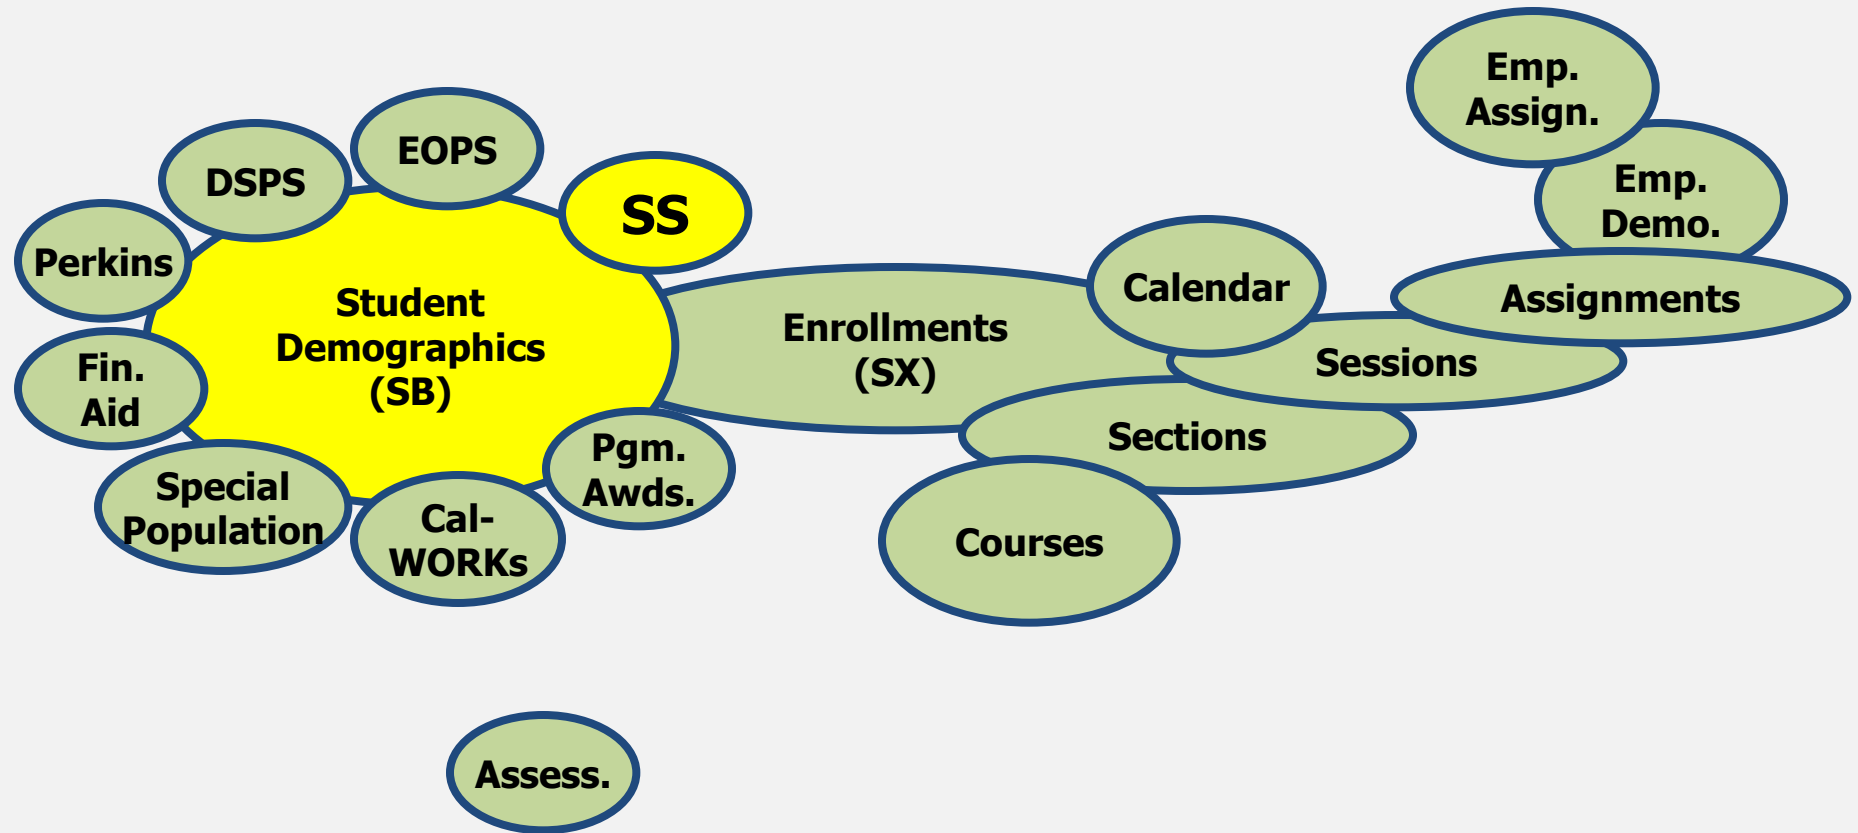 Emp.
Assign.
EOPS
DSPS
Emp.
Demo.
SS
Perkins
Calendar
Student
Demographics
(SB)
Assignments
Enrollments
(SX)
Sessions
Fin.
Aid
Sections
Pgm.
Awds.
Special
Population
Cal-
WORKs
Courses
Assess.